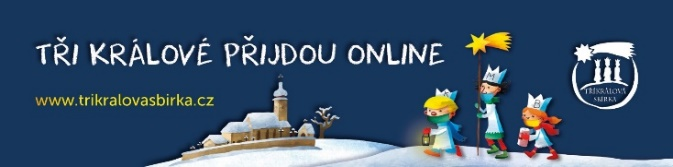 TŘI KRÁLOVÉ PŘIJDOU ONLINE
www.trikralovasbirka.cz
M B
TŘÍKRÁLOVÁ
SBÍRKA